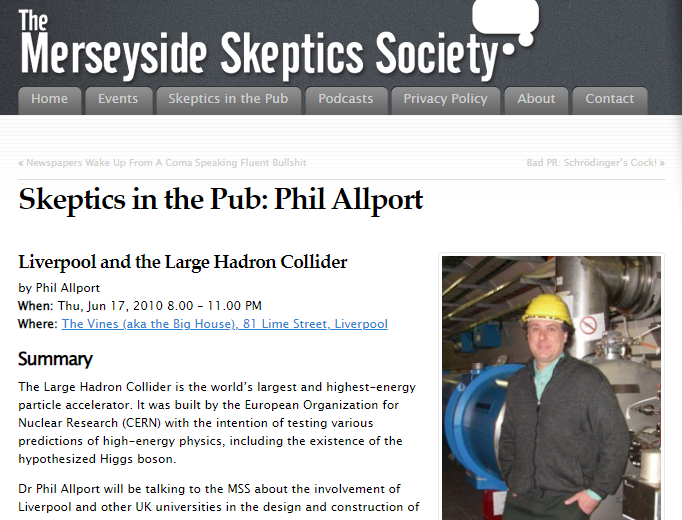 The
Merseyside Skeptics Society
Home Events Skeptics in the Pub Podcasts Privacy Policy About Contact
« Newspapers Wake Up From A Coma Speaking Fluent Bullshit Bad PR: Schrödinger's Cock! »
Skeptics in the Pub: Phil Allport
Liverpool and the Large Hadron Collider
by Phil Allport
When: Thu, Jun 17, 2010 8.00 – 11.00 PM
Where: The Vines (aka the Big House), 81 Lime Street, Liverpool
Summary
The Large Hadron Collider is the world's largest and highest-energy
particle accelerator. It was built by the European Organization for
Nuclear Research (CERN) with the intention of testing various
predictions of high-energy physics, including the existence of the
hypothesized Higgs boson.
Dr Phil Allport will be talking to the MSS about the involvement of
Liverpool and other UK universities in the design and construction of